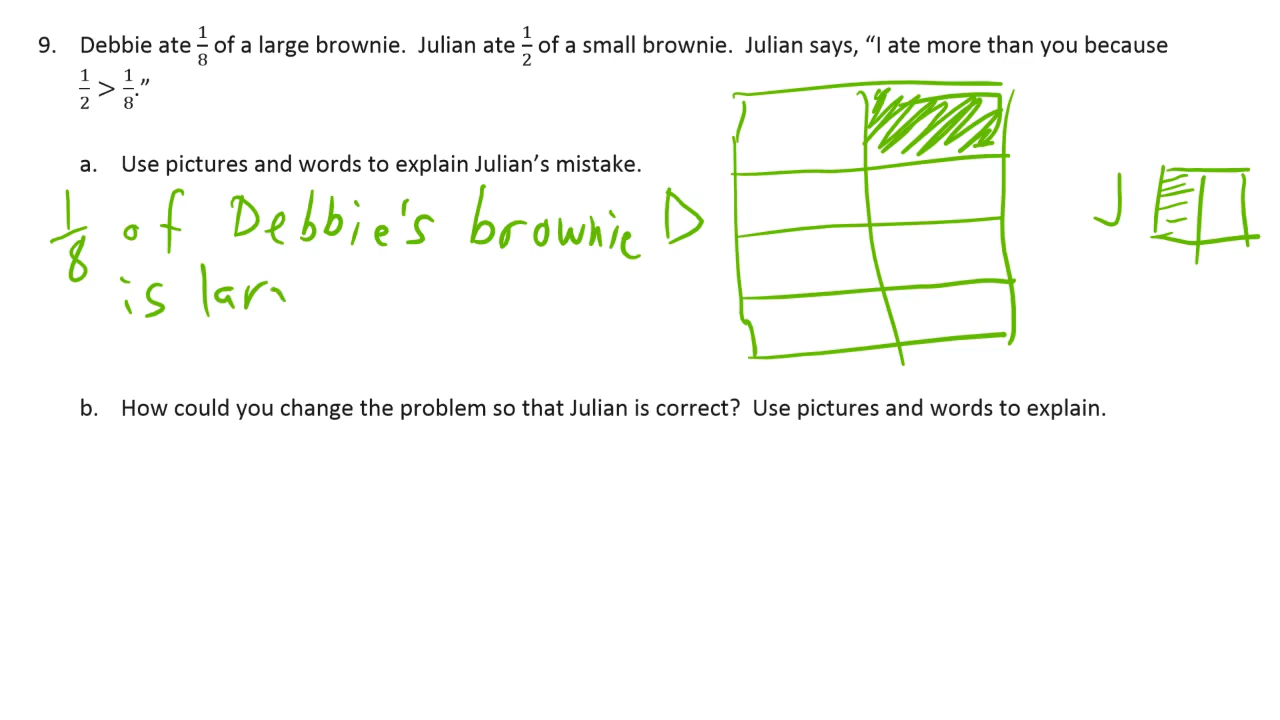 9. Debbie ate 1/8 of a large brownie. Julian ate 1/2 of a small brownie. Julian says, “I ate more than you because
1/2 > 1/8.”
a. Use pictures and words to explain Julian’s mistake.
1/8 of Debbie's brownie D J
is lar
b. How could you change the problem so that Julian is correct? Use pictures and words to explain.